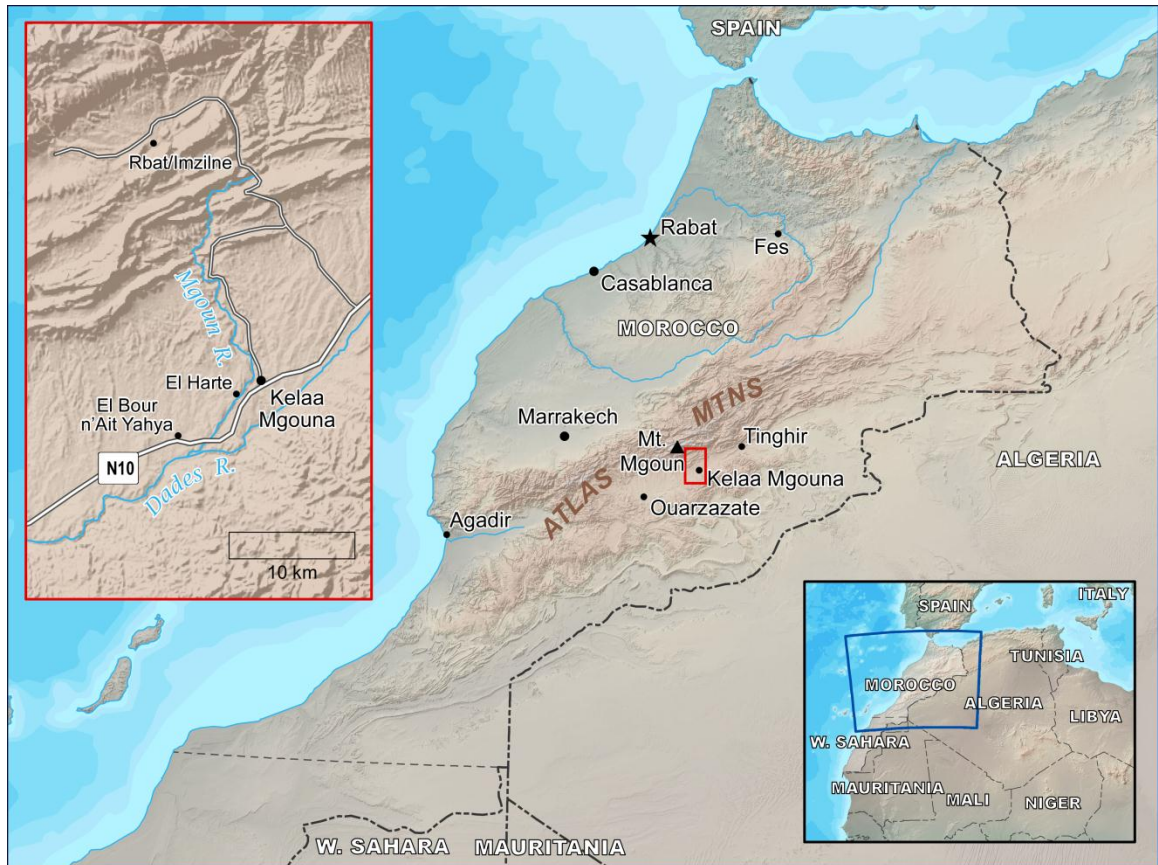 Rbat/Imzilne
Mgoun R.
El Harte
Kelaa
Mgouna
El Bour
n'Ait Yahya
N10
Dades R.
10 km
SPAIN
Rabat
Fes
Casablanca
MOROCCO
Marrakech
ATLAS MTNS
Mt.
Mgoun
Tinghir
Kelaa Mgouna
Ouarzazate
Agadir
ALGERIA
W. SAHARA
MAURITANIA
SPAIN
ITALY
TUNISIA
MOROCCO
ALGERIA
LIBYA
W. SAHARA
MAURITANIA
MALI
NIGER